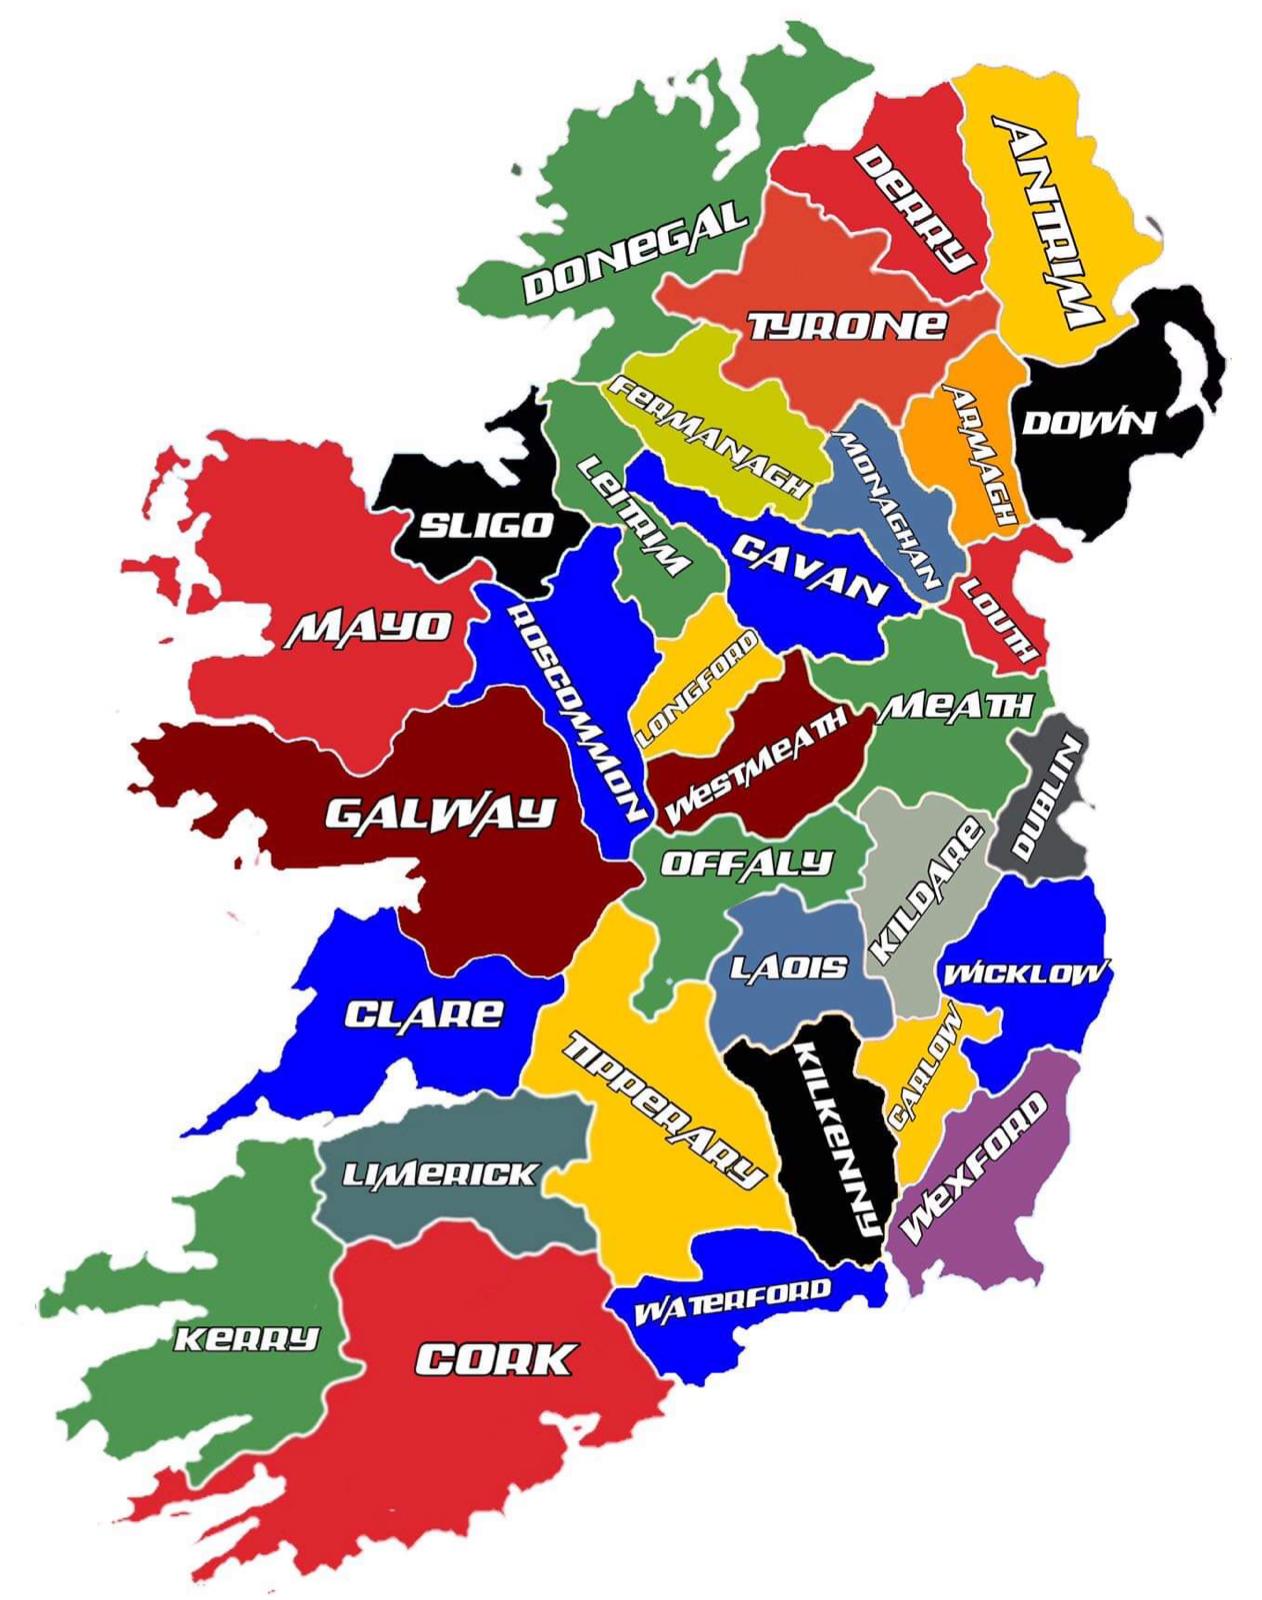 DONEGAL
DERRY
ANTRIM
TYRONE
FERMANAGH
ARMAGH
DOWN
MONAGHAN
LEITRIM
SLIGO
CAVAN
MAYO
ROSCOMMON
LOUTH
LONGFORD
MEATH
WESTMEATH
GALWAY
DUBLIN
OFFALY
KILDARE
LAOIS
WICKLOW
CLARE
TIPPERARY
KILKENNY
CARLOW
LIMERICK
WEXFORD
WATERFORD
KERRY
CORK